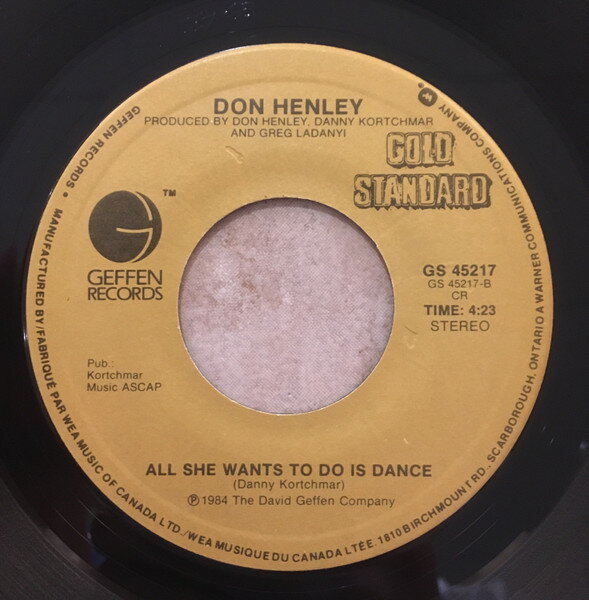 DON HENLEY
PRODUCED BY DON HENLEY, DANNY KORTCHMAR
AND GREG LADANYI
GOLD
STANDARD
TM
GEFFEN
RECORDS
GS 45217
GS 45217-B
CR
TIME: 4:23
STEREO
Pub.:
Kortchmar
Music ASCAP
ALL SHE WANTS TO DO IS DANCE
(Danny Kortchmar)
℗ 1984 The David Geffen Company
GEFFEN RECORDS • MANUFACTURED BY/FABRIQUÉ PAR WEA MUSIC OF CANADA LTD./WEA MUSIQUE DU CANADA LTÉE. 1810 BIRCHMOUNT RD. SCARBOROUGH, ONTARIO A WARNER COMMUNICATIONS COMPANY